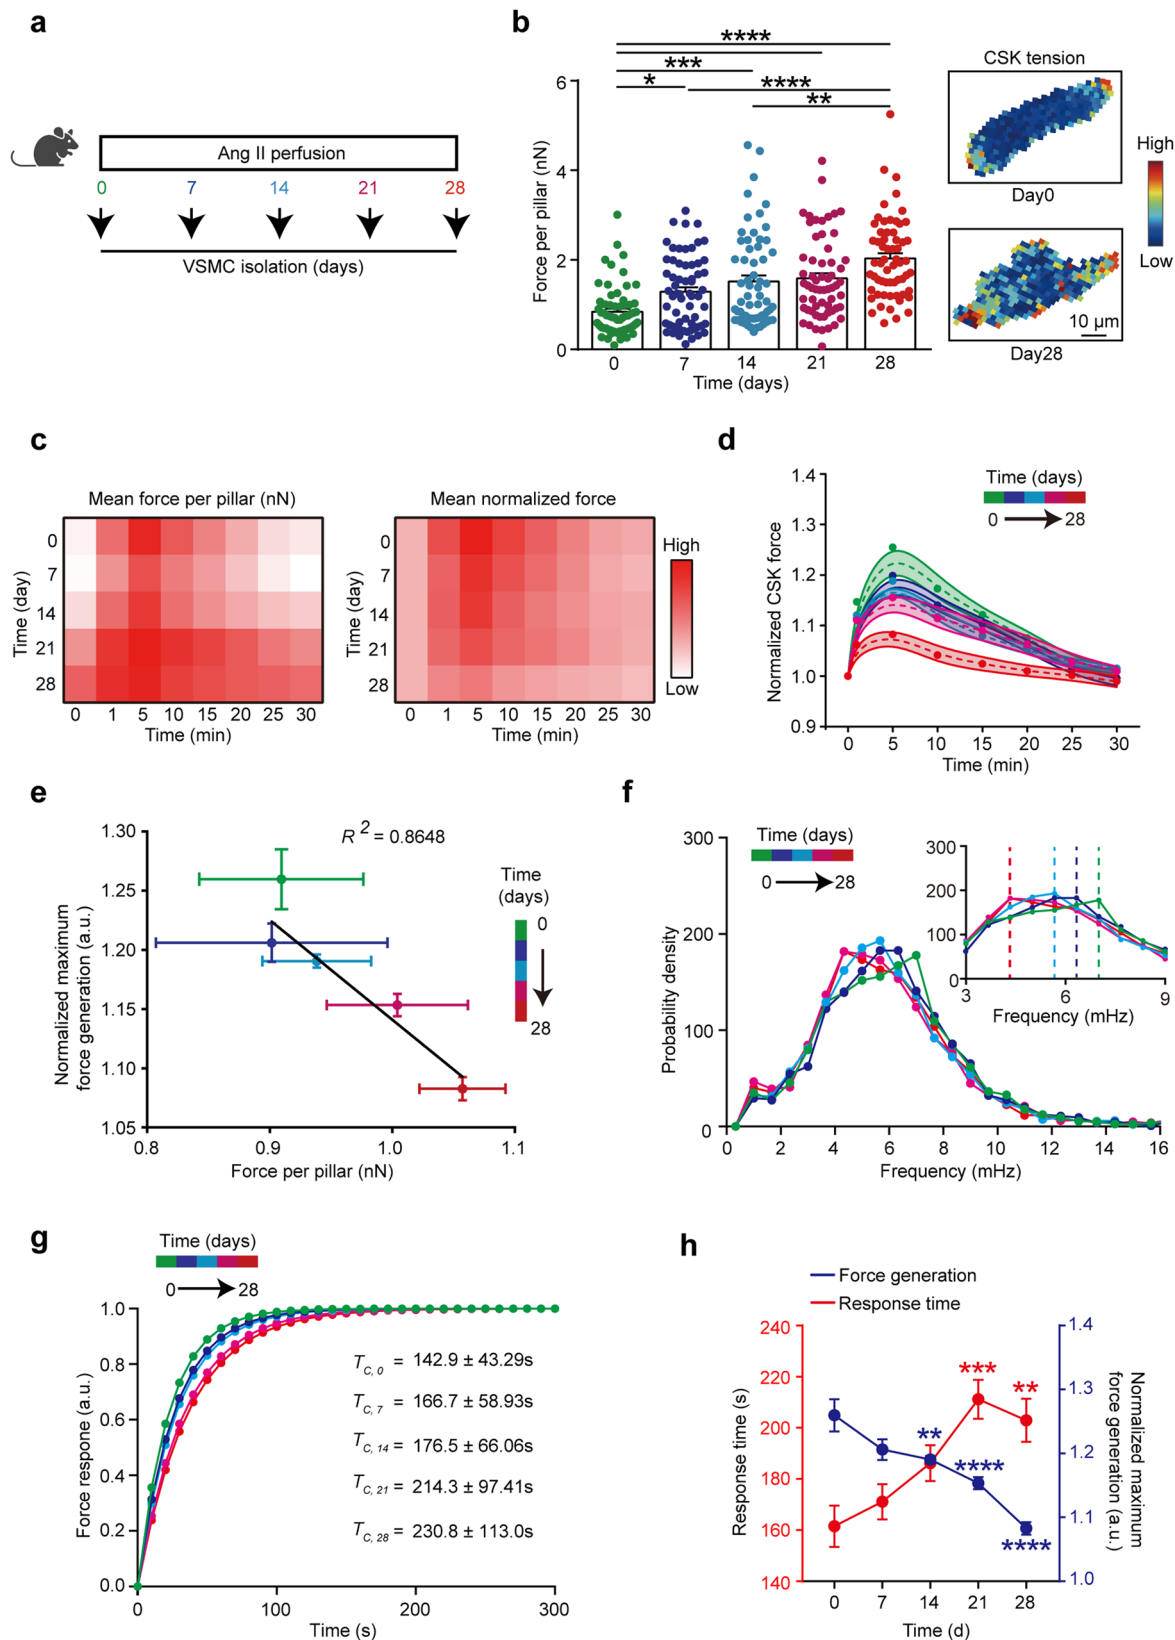 a
Ang II perfusion
0 7 14 21 28
VSMC isolation (days)
b
****
***
* ****
**
Force per pillar (nN)
6
4
2
0
0 7 14 21 28
Time (days)
CSK tension
Day0
10 µm
Day28
High
Low
c
Mean force per pillar (nN)
Time (day)
0
7
14
21
28
0 1 5 10 15 20 25 30
Time (min)
Mean normalized force
0
7
14
21
28
0 1 5 10 15 20 25 30
Time (min)
High
Low
d
Time (days)
0 28
Normalized CSK force
1.4
1.3
1.2
1.1
1.0
0.9
0 5 10 15 20 25 30
Time (min)
e
R² = 0.8648
Normalized maximum
force generation (a.u.)
1.30
1.25
1.20
1.15
1.10
1.05
0.8 0.9 1.0 1.1
Force per pillar (nN)
Time
(days)
0
28
f
Time (days)
0 28
Probability density
300
200
100
0
0 2 4 6 8 10 12 14 16
Frequency (mHz)
300
200
100
0
3 6 9
Frequency (mHz)
g
Time (days)
0 28
Force respone (a.u.)
1.0
0.8
0.6
0.4
0.2
0.0
0 100 200 300
Time (s)
T C, 0 = 142.9 ± 43.29s
T C, 7 = 166.7 ± 58.93s
T C, 14 = 176.5 ± 66.06s
T C, 21 = 214.3 ± 97.41s
T C, 28 = 230.8 ± 113.0s
h
Force generation
Response time
Response time (s)
240
220
200
180
160
140
*** **
**
****
****
1.4
1.3
1.2
1.1
1.0
Normalized maximum
force generation (a.u.)
0 7 14 21 28
Time (d)